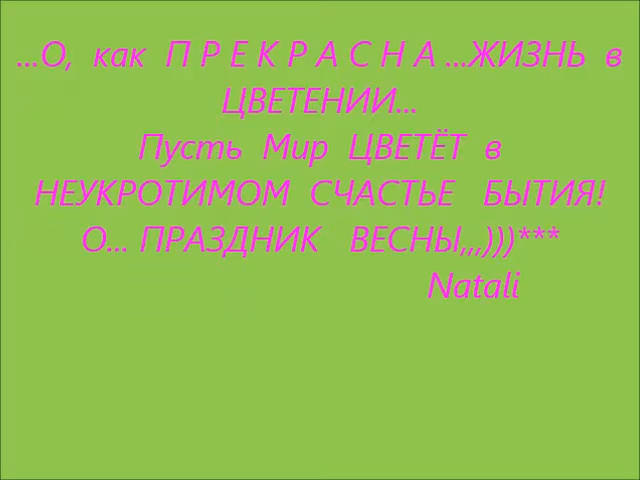 ...О, как П Р Е К Р А С Н А ...ЖИЗНЬ в
ЦВЕТЕНИИ...
Пусть Мир ЦВЕТЁТ в
НЕУКРОТИМОМ СЧАСТЬЕ БЫТИЯ!
О... ПРАЗДНИК ВЕСНЫ,,,)))***
Natali